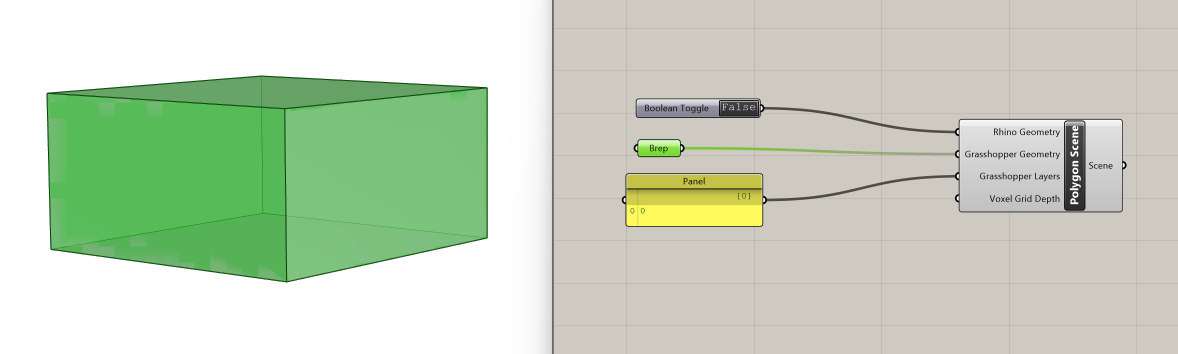 Boolean Toggle False
Brep
Panel
{0}
0 0
Rhino Geometry
Grasshopper Geometry
Grasshopper Layers
Voxel Grid Depth
Polygon Scene
Scene